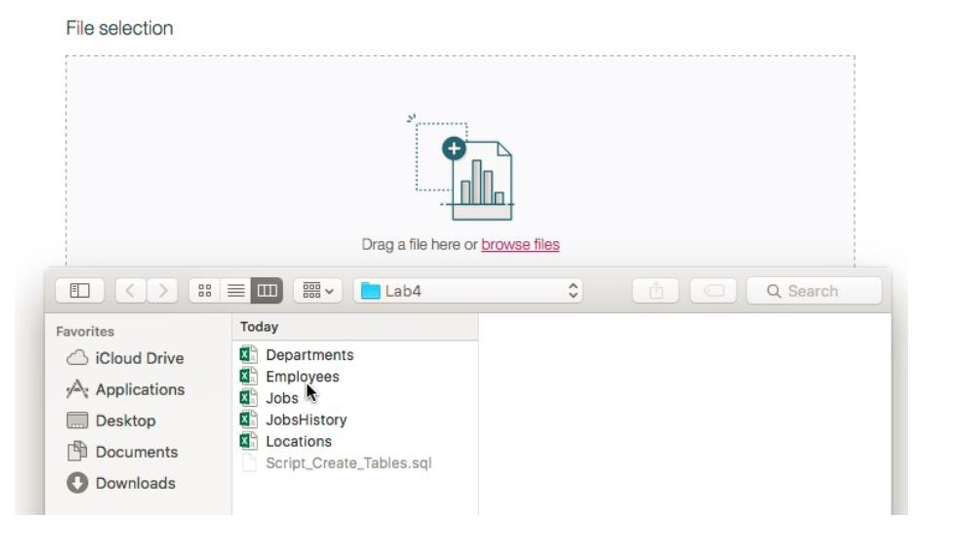 File selection
Drag a file here or browse files
Lab4
Search
Favorites
iCloud Drive
Applications
Desktop
Documents
Downloads
Today
Departments
Employees
Jobs
JobsHistory
Locations
Script_Create_Tables.sql